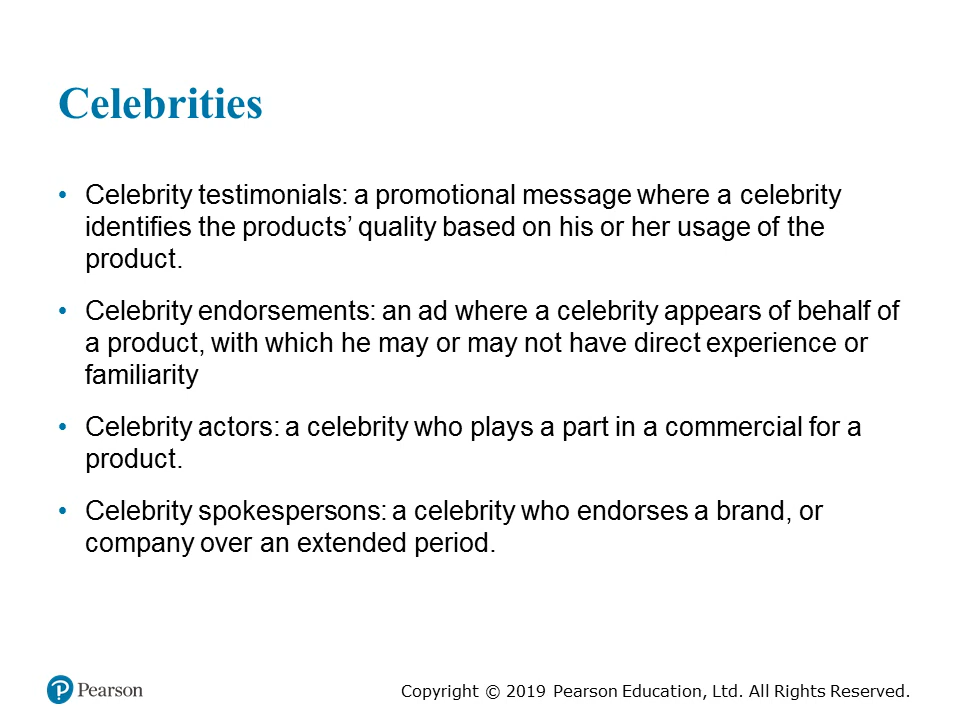 Celebrities
• Celebrity testimonials: a promotional message where a celebrity
identifies the products’ quality based on his or her usage of the
product.
• Celebrity endorsements: an ad where a celebrity appears of behalf of
a product, with which he may or may not have direct experience or
familiarity
• Celebrity actors: a celebrity who plays a part in a commercial for a
product.
• Celebrity spokespersons: a celebrity who endorses a brand, or
company over an extended period.
P Pearson
Copyright © 2019 Pearson Education, Ltd. All Rights Reserved.